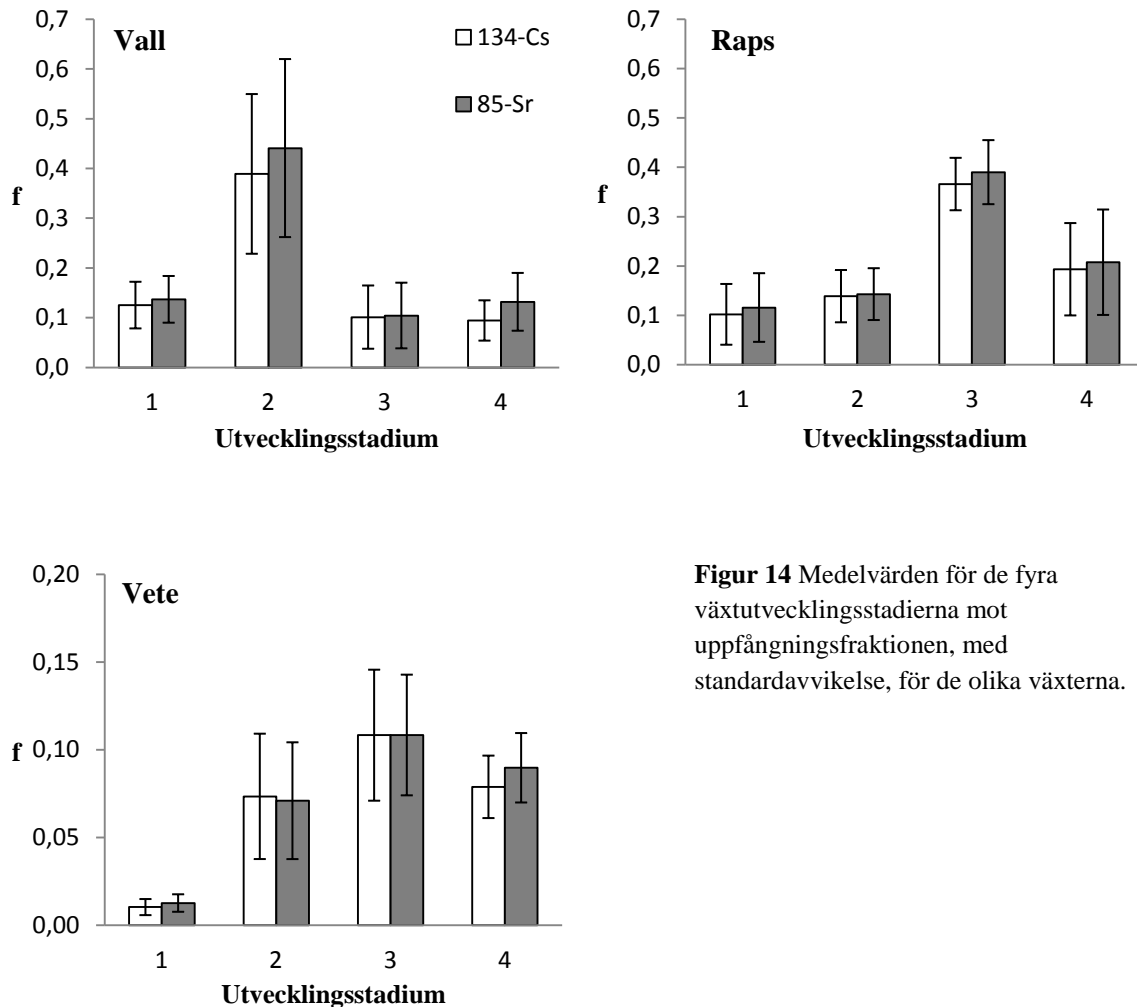 Vall
134-Cs
85-Sr
0,7
0,6
0,5
0,4
0,3
0,2
0,1
0,0
f
1 2 3 4
Utvecklingsstadium
Raps
0,7
0,6
0,5
0,4
0,3
0,2
0,1
0,0
f
1 2 3 4
Utvecklingsstadium
Vete
0,20
0,15
0,10
0,05
0,00
f
1 2 3 4
Utvecklingsstadium
Figur 14 Medelvärden för de fyra
växtutvecklingsstadierna mot
uppfångningsfraktionen, med
standardavvikelse, för de olika växterna.